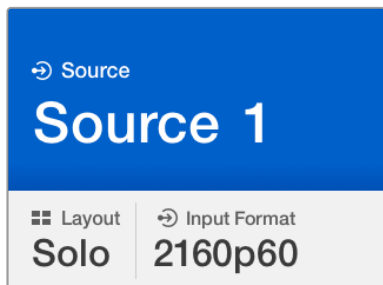 Source
Source 1
Layout
Input Format
Solo
2160p60